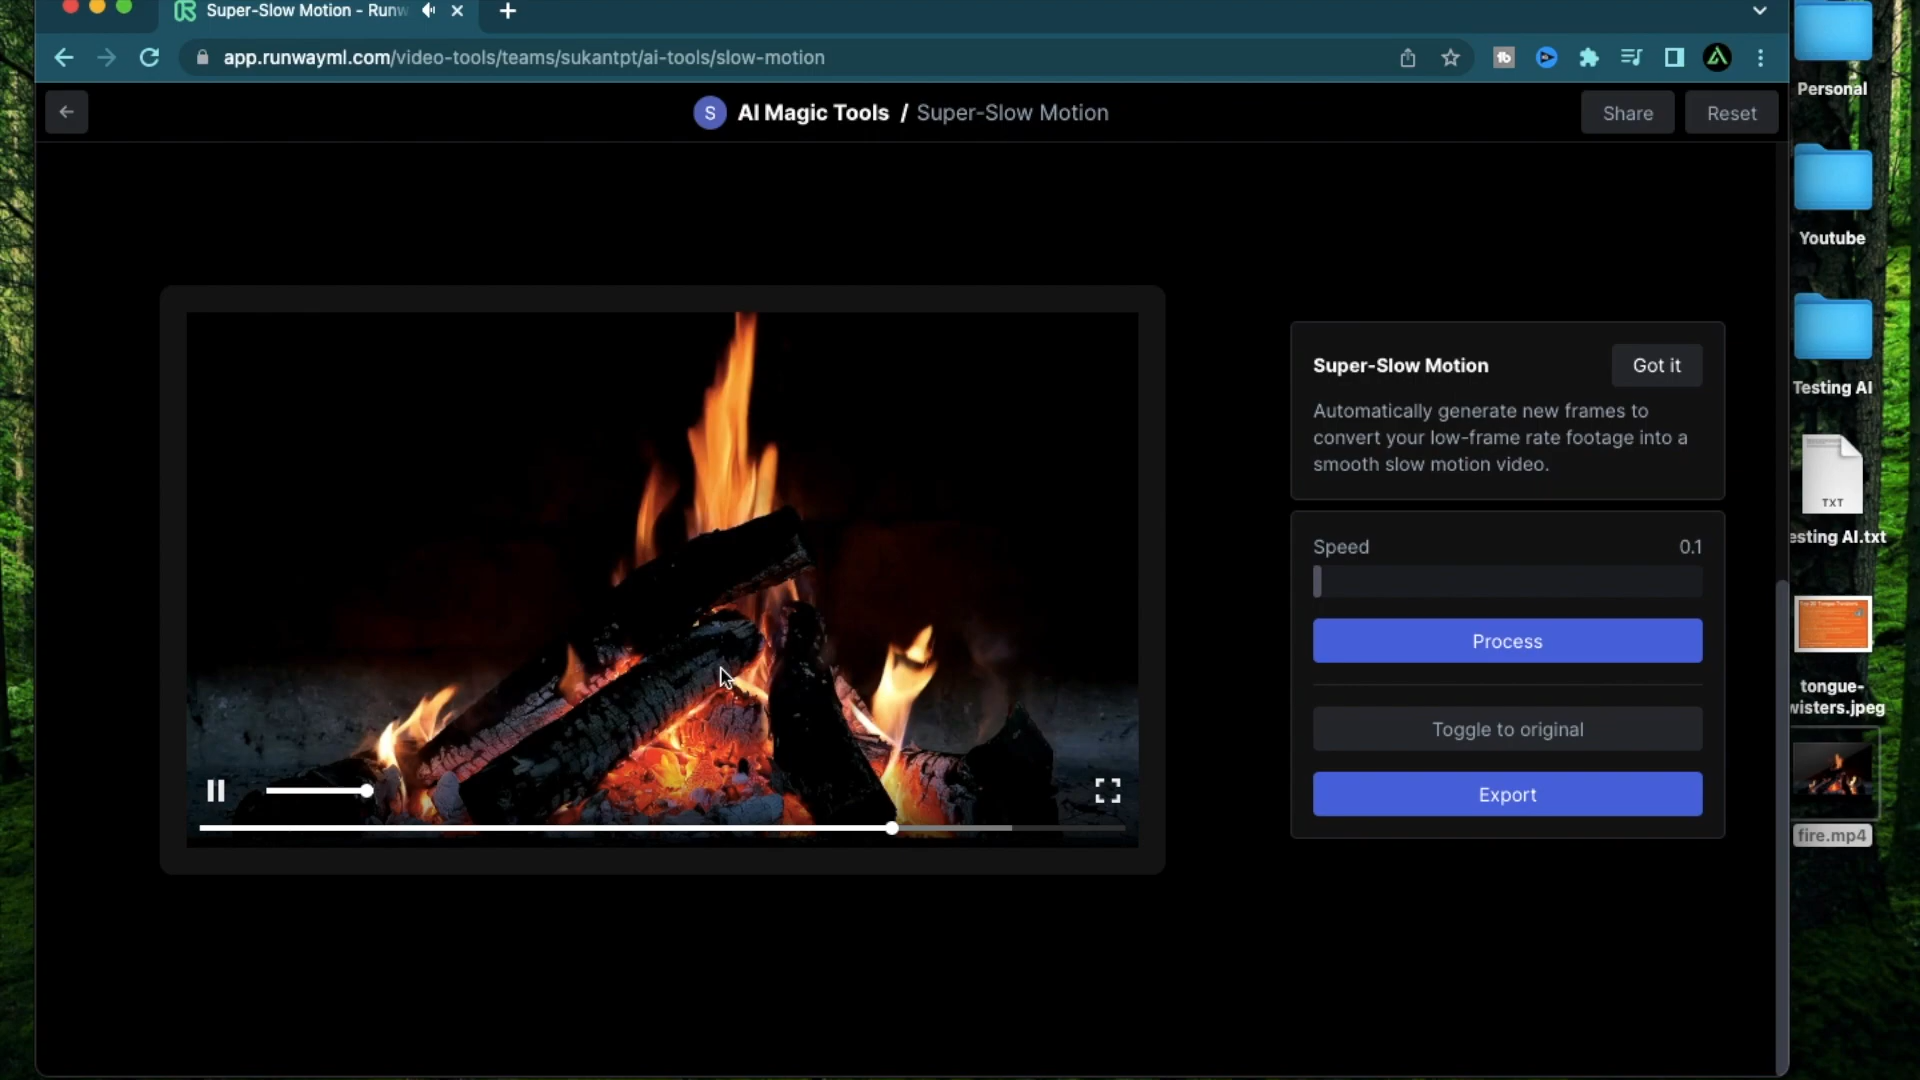 Super-Slow Motion - Runw
app.runwayml.com/video-tools/teams/sukantpt/ai-tools/slow-motion
S AI Magic Tools / Super-Slow Motion
Share
Reset
Super-Slow Motion
Got it
Automatically generate new frames to
convert your low-frame rate footage into a
smooth slow motion video.
Speed
0.1
Process
Toggle to original
Export
Personal
Youtube
Testing AI
TXT
esting AI.txt
tongue-
wisters.jpeg
fire.mp4